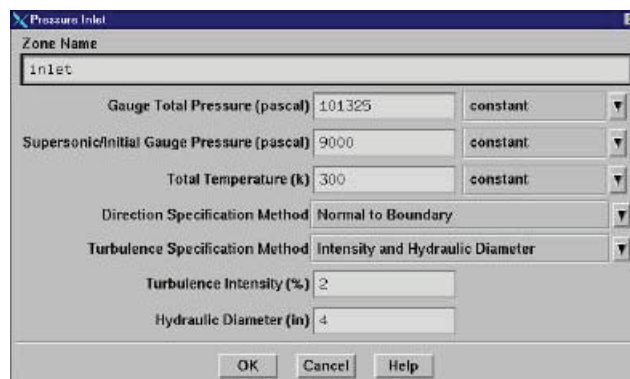 Pressure Inlet
Zone Name
inlet
Gauge Total Pressure (pascal) 101325 constant
Supersonic/Initial Gauge Pressure (pascal) 9000 constant
Total Temperature (k) 300 constant
Direction Specification Method Normal to Boundary
Turbulence Specification Method Intensity and Hydraulic Diameter
Turbulence Intensity (%) 2
Hydraulic Diameter (in) 4
OK Cancel Help